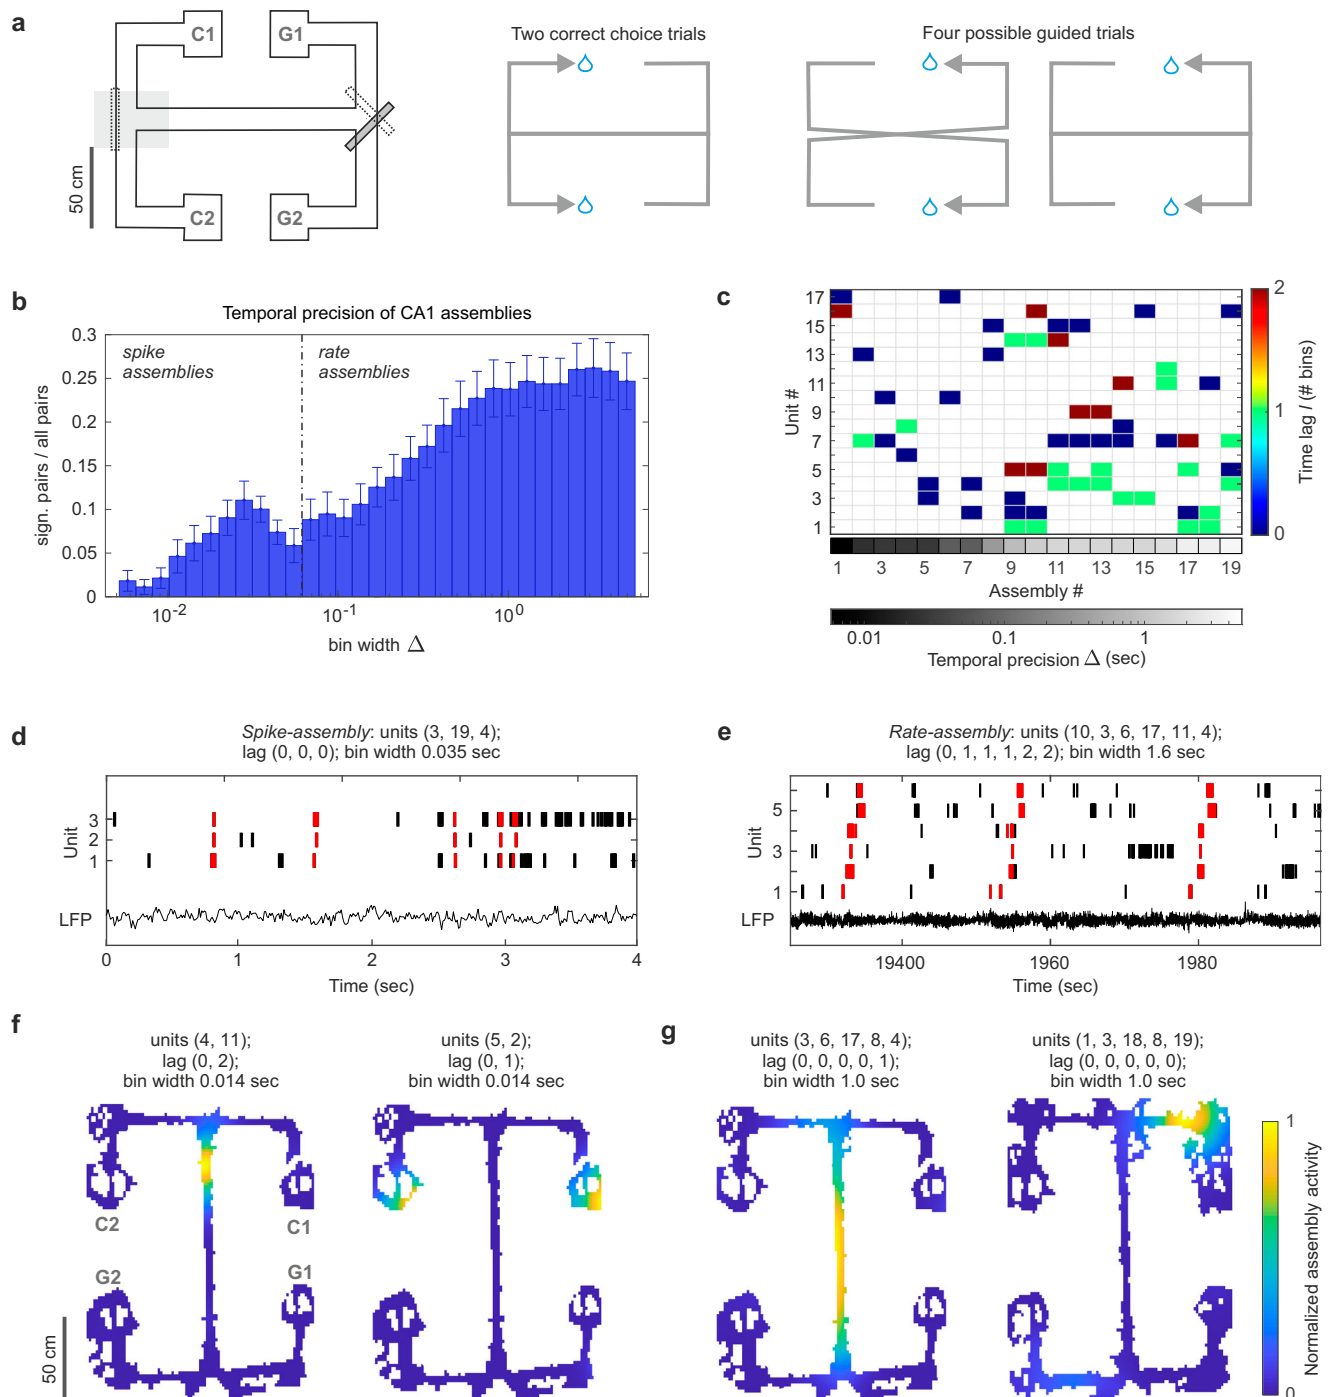 a
C1
G1
C2
G2
50 cm
Two correct choice trials
Four possible guided trials
b
Temporal precision of CA1 assemblies
spike
assemblies
rate
assemblies
sign. pairs / all pairs
0.3
0.25
0.2
0.15
0.1
0.05
0
10-2
10-1
100
bin width Δ
c
Unit #
17
15
13
11
9
7
5
3
1
1 3 5 7 9 11 13 15 17 19
Assembly #
0.01 0.1 1
Temporal precision Δ (sec)
2
1
0
Time lag / (# bins)
d
Spike-assembly: units (3, 19, 4);
lag (0, 0, 0); bin width 0.035 sec
Unit
3
2
1
LFP
0 1 2 3 4
Time (sec)
e
Rate-assembly: units (10, 3, 6, 17, 11, 4);
lag (0, 1, 1, 1, 2, 2); bin width 1.6 sec
Unit
5
3
1
LFP
19400 1960 1980
Time (sec)
f
units (4, 11);
lag (0, 2);
bin width 0.014 sec
units (5, 2);
lag (0, 1);
bin width 0.014 sec
C2
C1
G2
G1
50 cm
g
units (3, 6, 17, 8, 4);
lag (0, 0, 0, 0, 1);
bin width 1.0 sec
units (1, 3, 18, 8, 19);
lag (0, 0, 0, 0, 0);
bin width 1.0 sec
1
0
Normalized assembly activity